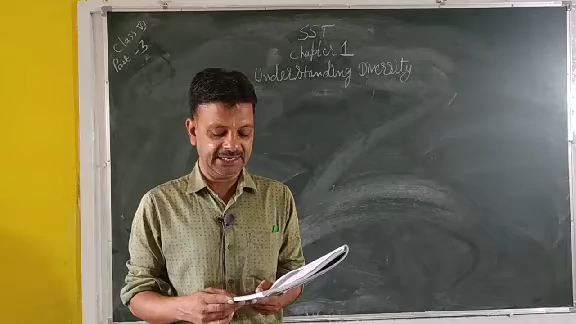 Class VI
Part -3
SST
Chapter 1
Understanding Diversity